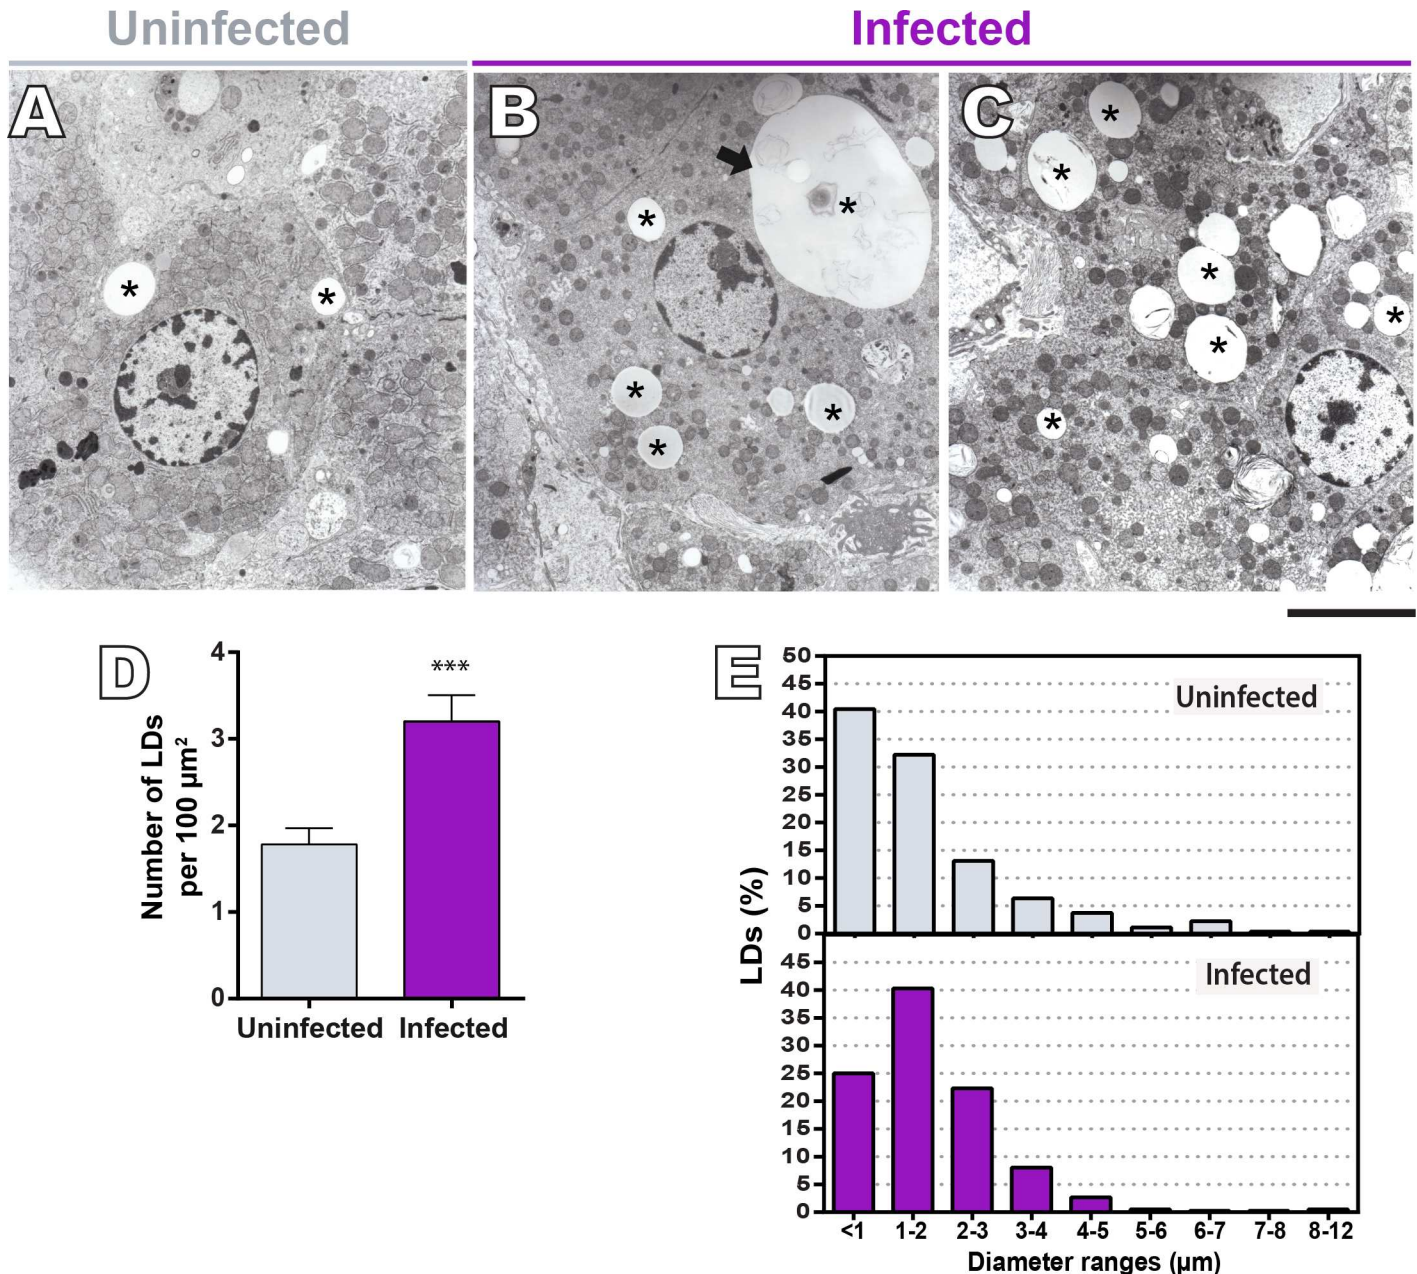 Uninfected
Infected
A
*
*
B
*
*
*
*
*
C
*
*
*
*
*
*
D
Number of LDs
per 100 µm²
4
3
2
1
0
***
Uninfected
Infected
E
LDs (%)
50
45
40
35
30
25
20
15
10
5
0
Uninfected
45
40
35
30
25
20
15
10
5
0
Infected
<1 1-2 2-3 3-4 4-5 5-6 6-7 7-8 8-12
Diameter ranges (µm)